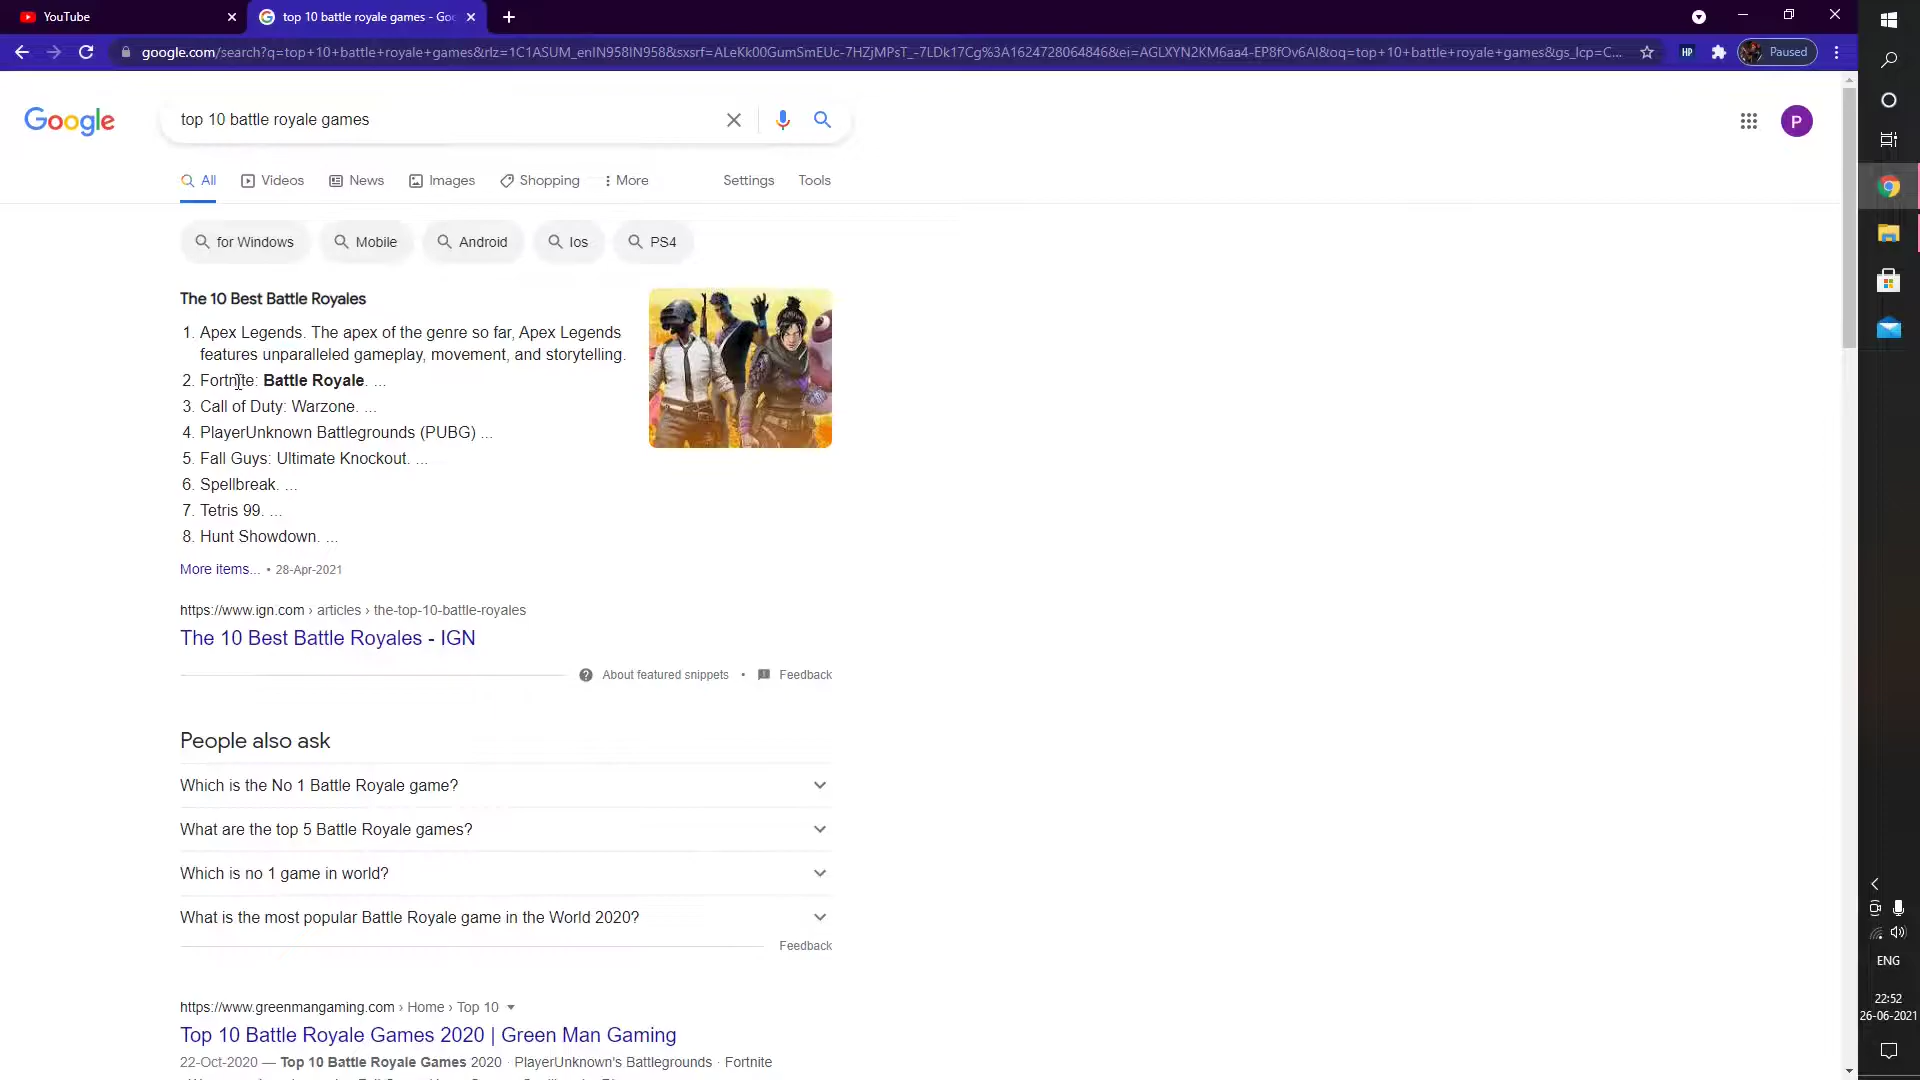 YouTube
top 10 battle royale games - Goo
google.com/search?q=top+10+battle+royale+games&rlz=1C1ASUM_enIN958IN958&sxsrf=ALeKk00GumSmEUc-7HZjMPsT_-7LDk17Cg%3A1624728064846&ei=AGLXYN2KM6aa4-EP8fOv6AI&oq=top+10+battle+royale+games&gs_lcp=C...
HP
Paused
Google
top 10 battle royale games
P
All
Videos
News
Images
Shopping
More
Settings
Tools
for Windows
Mobile
Android
Ios
PS4
The 10 Best Battle Royales
1. Apex Legends. The apex of the genre so far, Apex Legends
features unparalleled gameplay, movement, and storytelling.
2. Fortnite: Battle Royale. ...
3. Call of Duty: Warzone. ...
4. PlayerUnknown Battlegrounds (PUBG) ...
5. Fall Guys: Ultimate Knockout. ...
6. Spellbreak. ...
7. Tetris 99. ...
8. Hunt Showdown. ...
More items... • 28-Apr-2021
https://www.ign.com › articles › the-top-10-battle-royales
The 10 Best Battle Royales - IGN
About featured snippets • Feedback
People also ask
Which is the No 1 Battle Royale game?
What are the top 5 Battle Royale games?
Which is no 1 game in world?
What is the most popular Battle Royale game in the World 2020?
Feedback
https://www.greenmangaming.com › Home › Top 10
Top 10 Battle Royale Games 2020 | Green Man Gaming
22-Oct-2020 — Top 10 Battle Royale Games 2020 · PlayerUnknown's Battlegrounds · Fortnite
ENG
22:52
26-06-2021